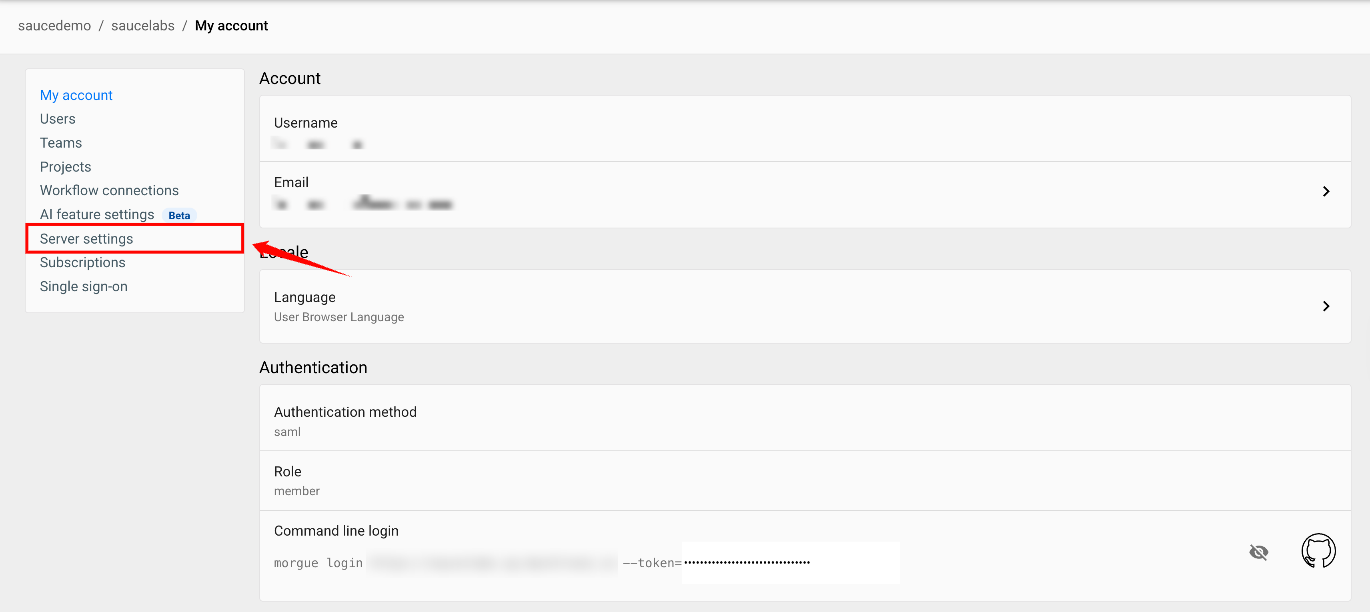 saucedemo / saucelabs / My account
My account
Users
Teams
Projects
Workflow connections
AI feature settings Beta
Server settings
Subscriptions
Single sign-on
Account
Username
Email
Locale
Language
User Browser Language
Authentication
Authentication method
saml
Role
member
Command line login
morgue login --token=••••••••••••••••••••••••••••••••